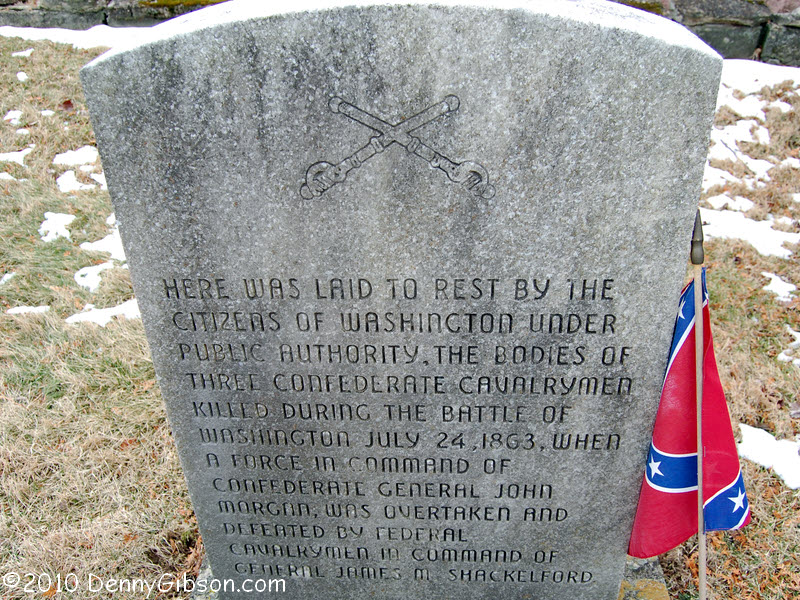 HERE WAS LAID TO REST BY THE
CITIZENS OF WASHINGTON UNDER
PUBLIC AUTHORITY, THE BODIES OF
THREE CONFEDERATE CAVALRYMEN
KILLED DURING THE BATTLE OF
WASHINGTON JULY 24, 1863, WHEN
A FORCE IN COMMAND OF
CONFEDERATE GENERAL JOHN
MORGAN, WAS OVERTAKEN AND
DEFEATED BY FEDERAL
CAVALRYMEN IN COMMAND OF
GENERAL JAMES M SHACKELFORD
©2010 DennyGibson.com